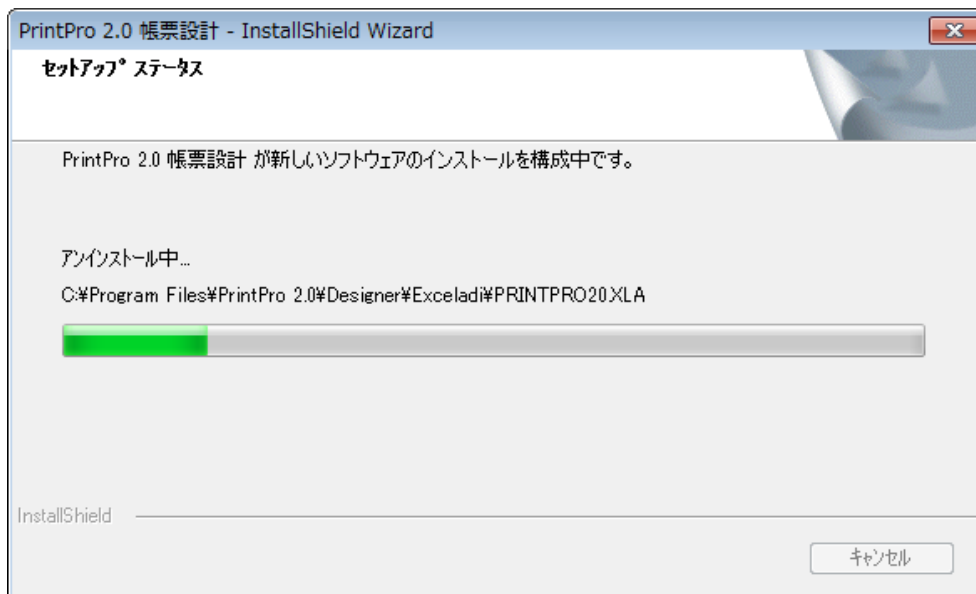 PrintPro 2.0 帳票設計 - InstallShield Wizard
セットアップ ステータス
PrintPro 2.0 帳票設計 が新しいソフトウェアのインストールを構成中です。
アンインストール中...
C:¥Program Files¥PrintPro 2.0¥Designer¥Exceladi¥PRINTPRO20.XLA
InstallShield
キャンセル